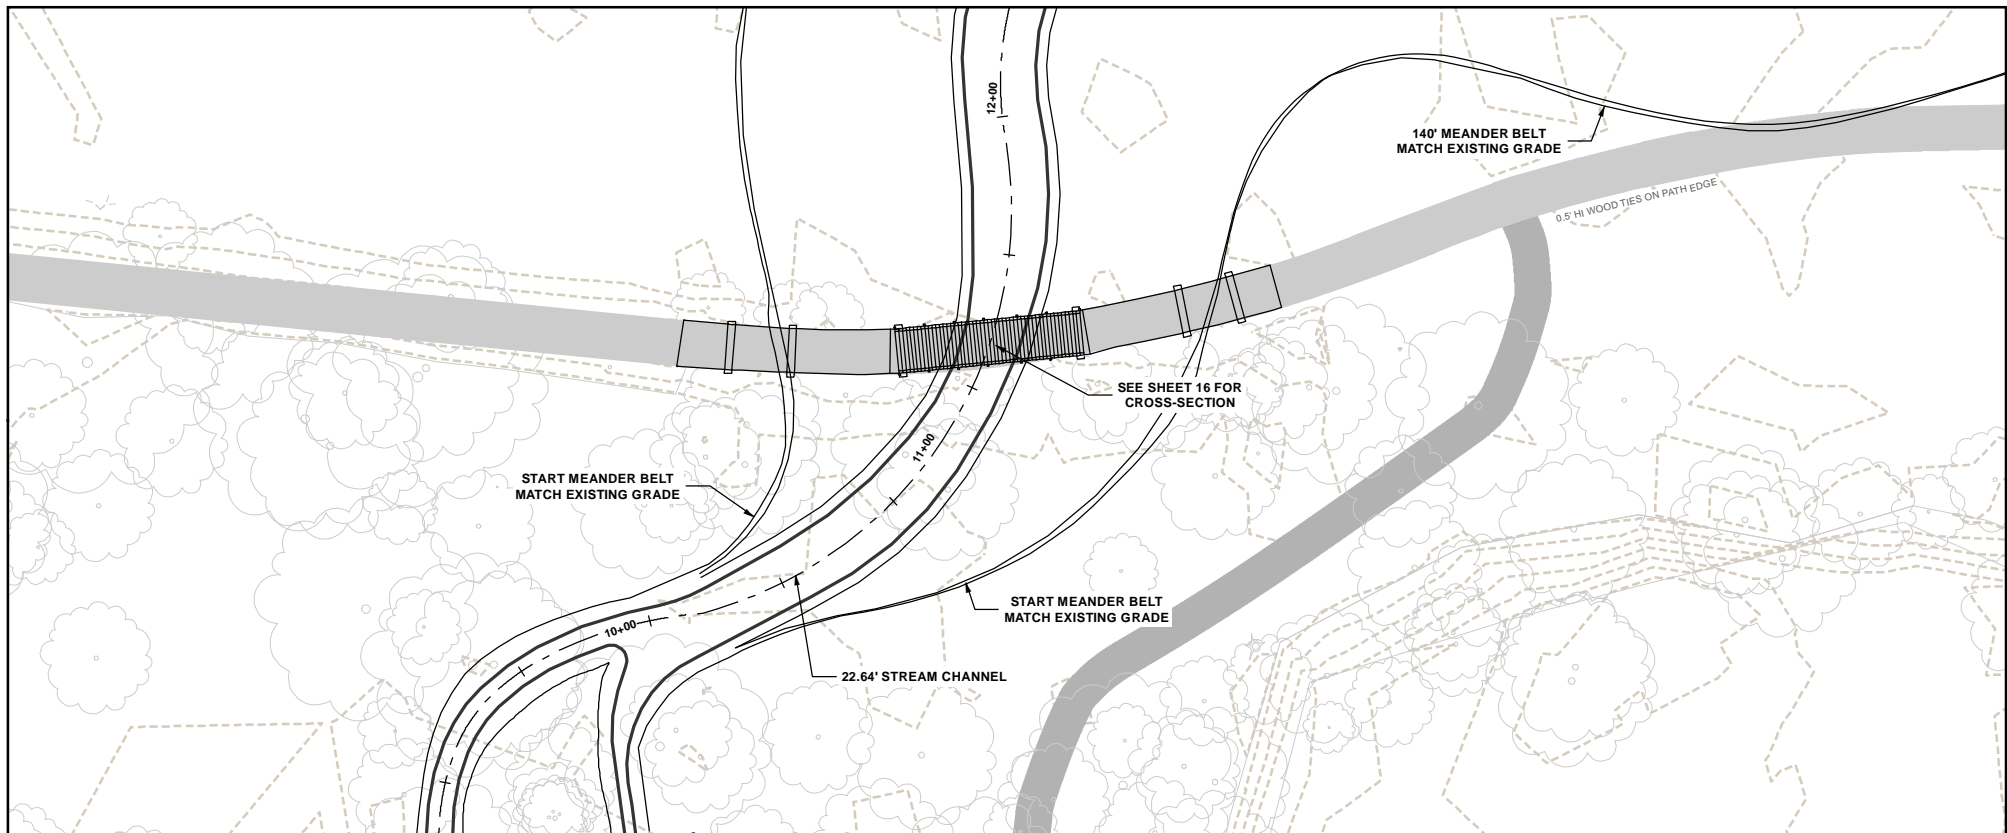 12+00
140' MEANDER BELT
MATCH EXISTING GRADE
0.5' HI WOOD TIES ON PATH EDGE
SEE SHEET 16 FOR
CROSS-SECTION
11+00
START MEANDER BELT
MATCH EXISTING GRADE
START MEANDER BELT
MATCH EXISTING GRADE
10+00
22.64' STREAM CHANNEL